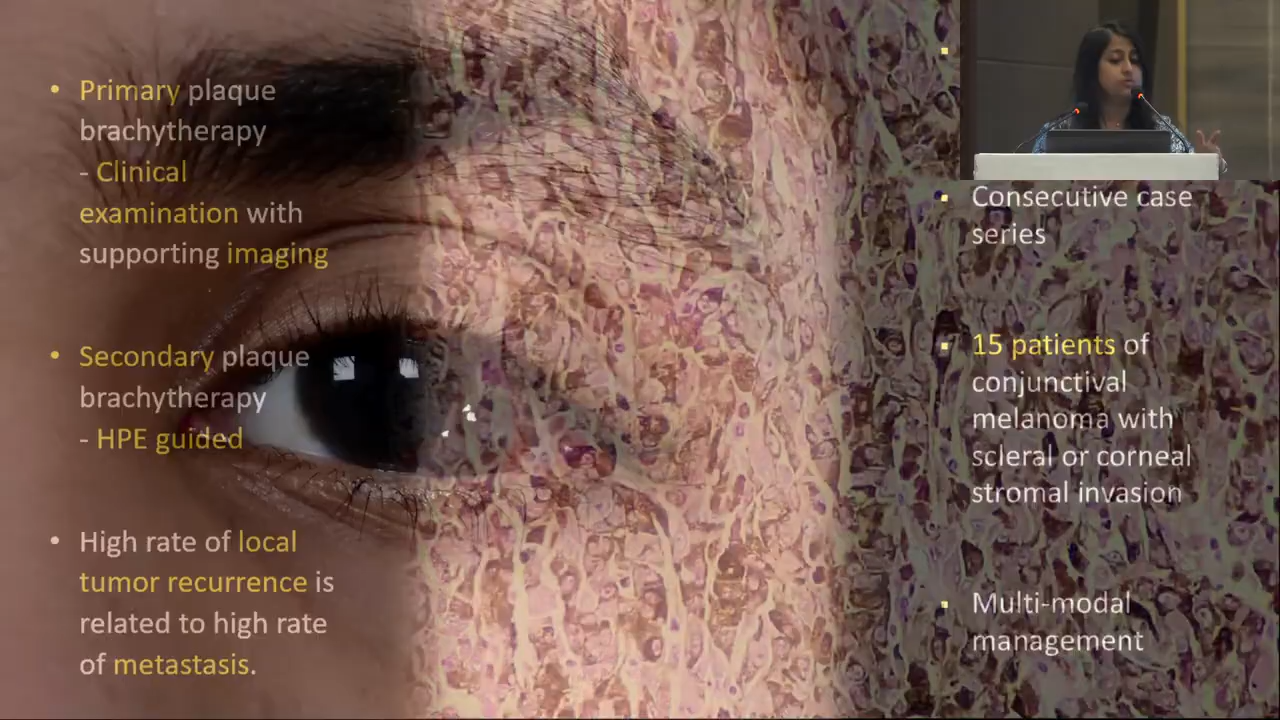 • Primary plaque
brachytherapy
- Clinical
examination with
supporting imaging
• Secondary plaque
brachytherapy
- HPE guided
• High rate of local
tumor recurrence is
related to high rate
of metastasis.
▪ Consecutive case
series
▪ 15 patients of
conjunctival
melanoma with
scleral or corneal
stromal invasion
▪ Multi-modal
management